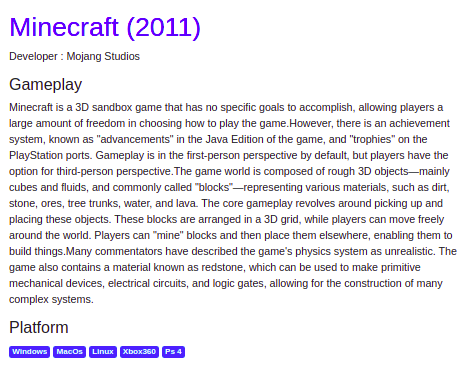 Minecraft (2011)
Developer : Mojang Studios
Gameplay
Minecraft is a 3D sandbox game that has no specific goals to accomplish, allowing players a
large amount of freedom in choosing how to play the game.However, there is an achievement
system, known as "advancements" in the Java Edition of the game, and "trophies" on the
PlayStation ports. Gameplay is in the first-person perspective by default, but players have the
option for third-person perspective.The game world is composed of rough 3D objects—mainly
cubes and fluids, and commonly called "blocks"—representing various materials, such as dirt,
stone, ores, tree trunks, water, and lava. The core gameplay revolves around picking up and
placing these objects. These blocks are arranged in a 3D grid, while players can move freely
around the world. Players can "mine" blocks and then place them elsewhere, enabling them to
build things.Many commentators have described the game's physics system as unrealistic. The
game also contains a material known as redstone, which can be used to make primitive
mechanical devices, electrical circuits, and logic gates, allowing for the construction of many
complex systems.
Platform
Windows MacOs Linux Xbox360 Ps 4